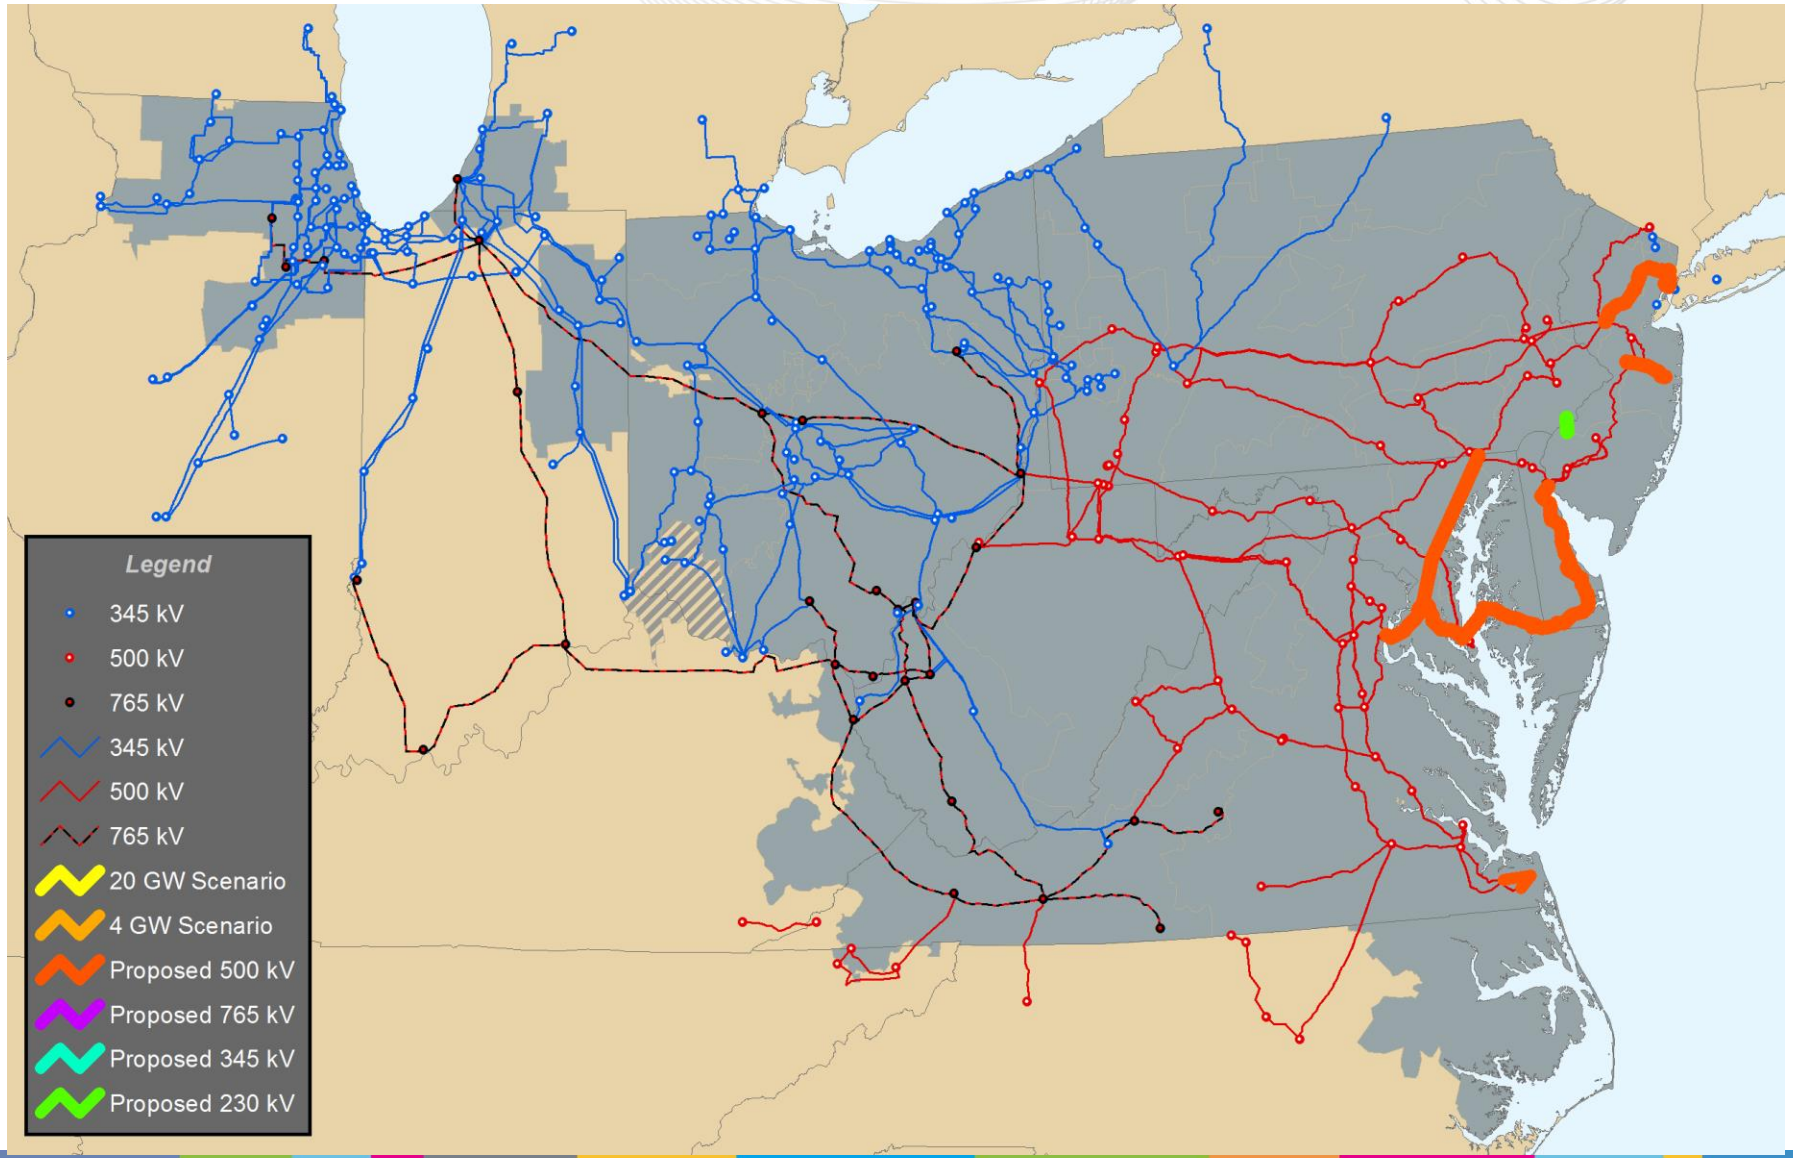 Legend
345 kV
500 kV
765 kV
345 kV
500 kV
765 kV
20 GW Scenario
4 GW Scenario
Proposed 500 kV
Proposed 765 kV
Proposed 345 kV
Proposed 230 kV